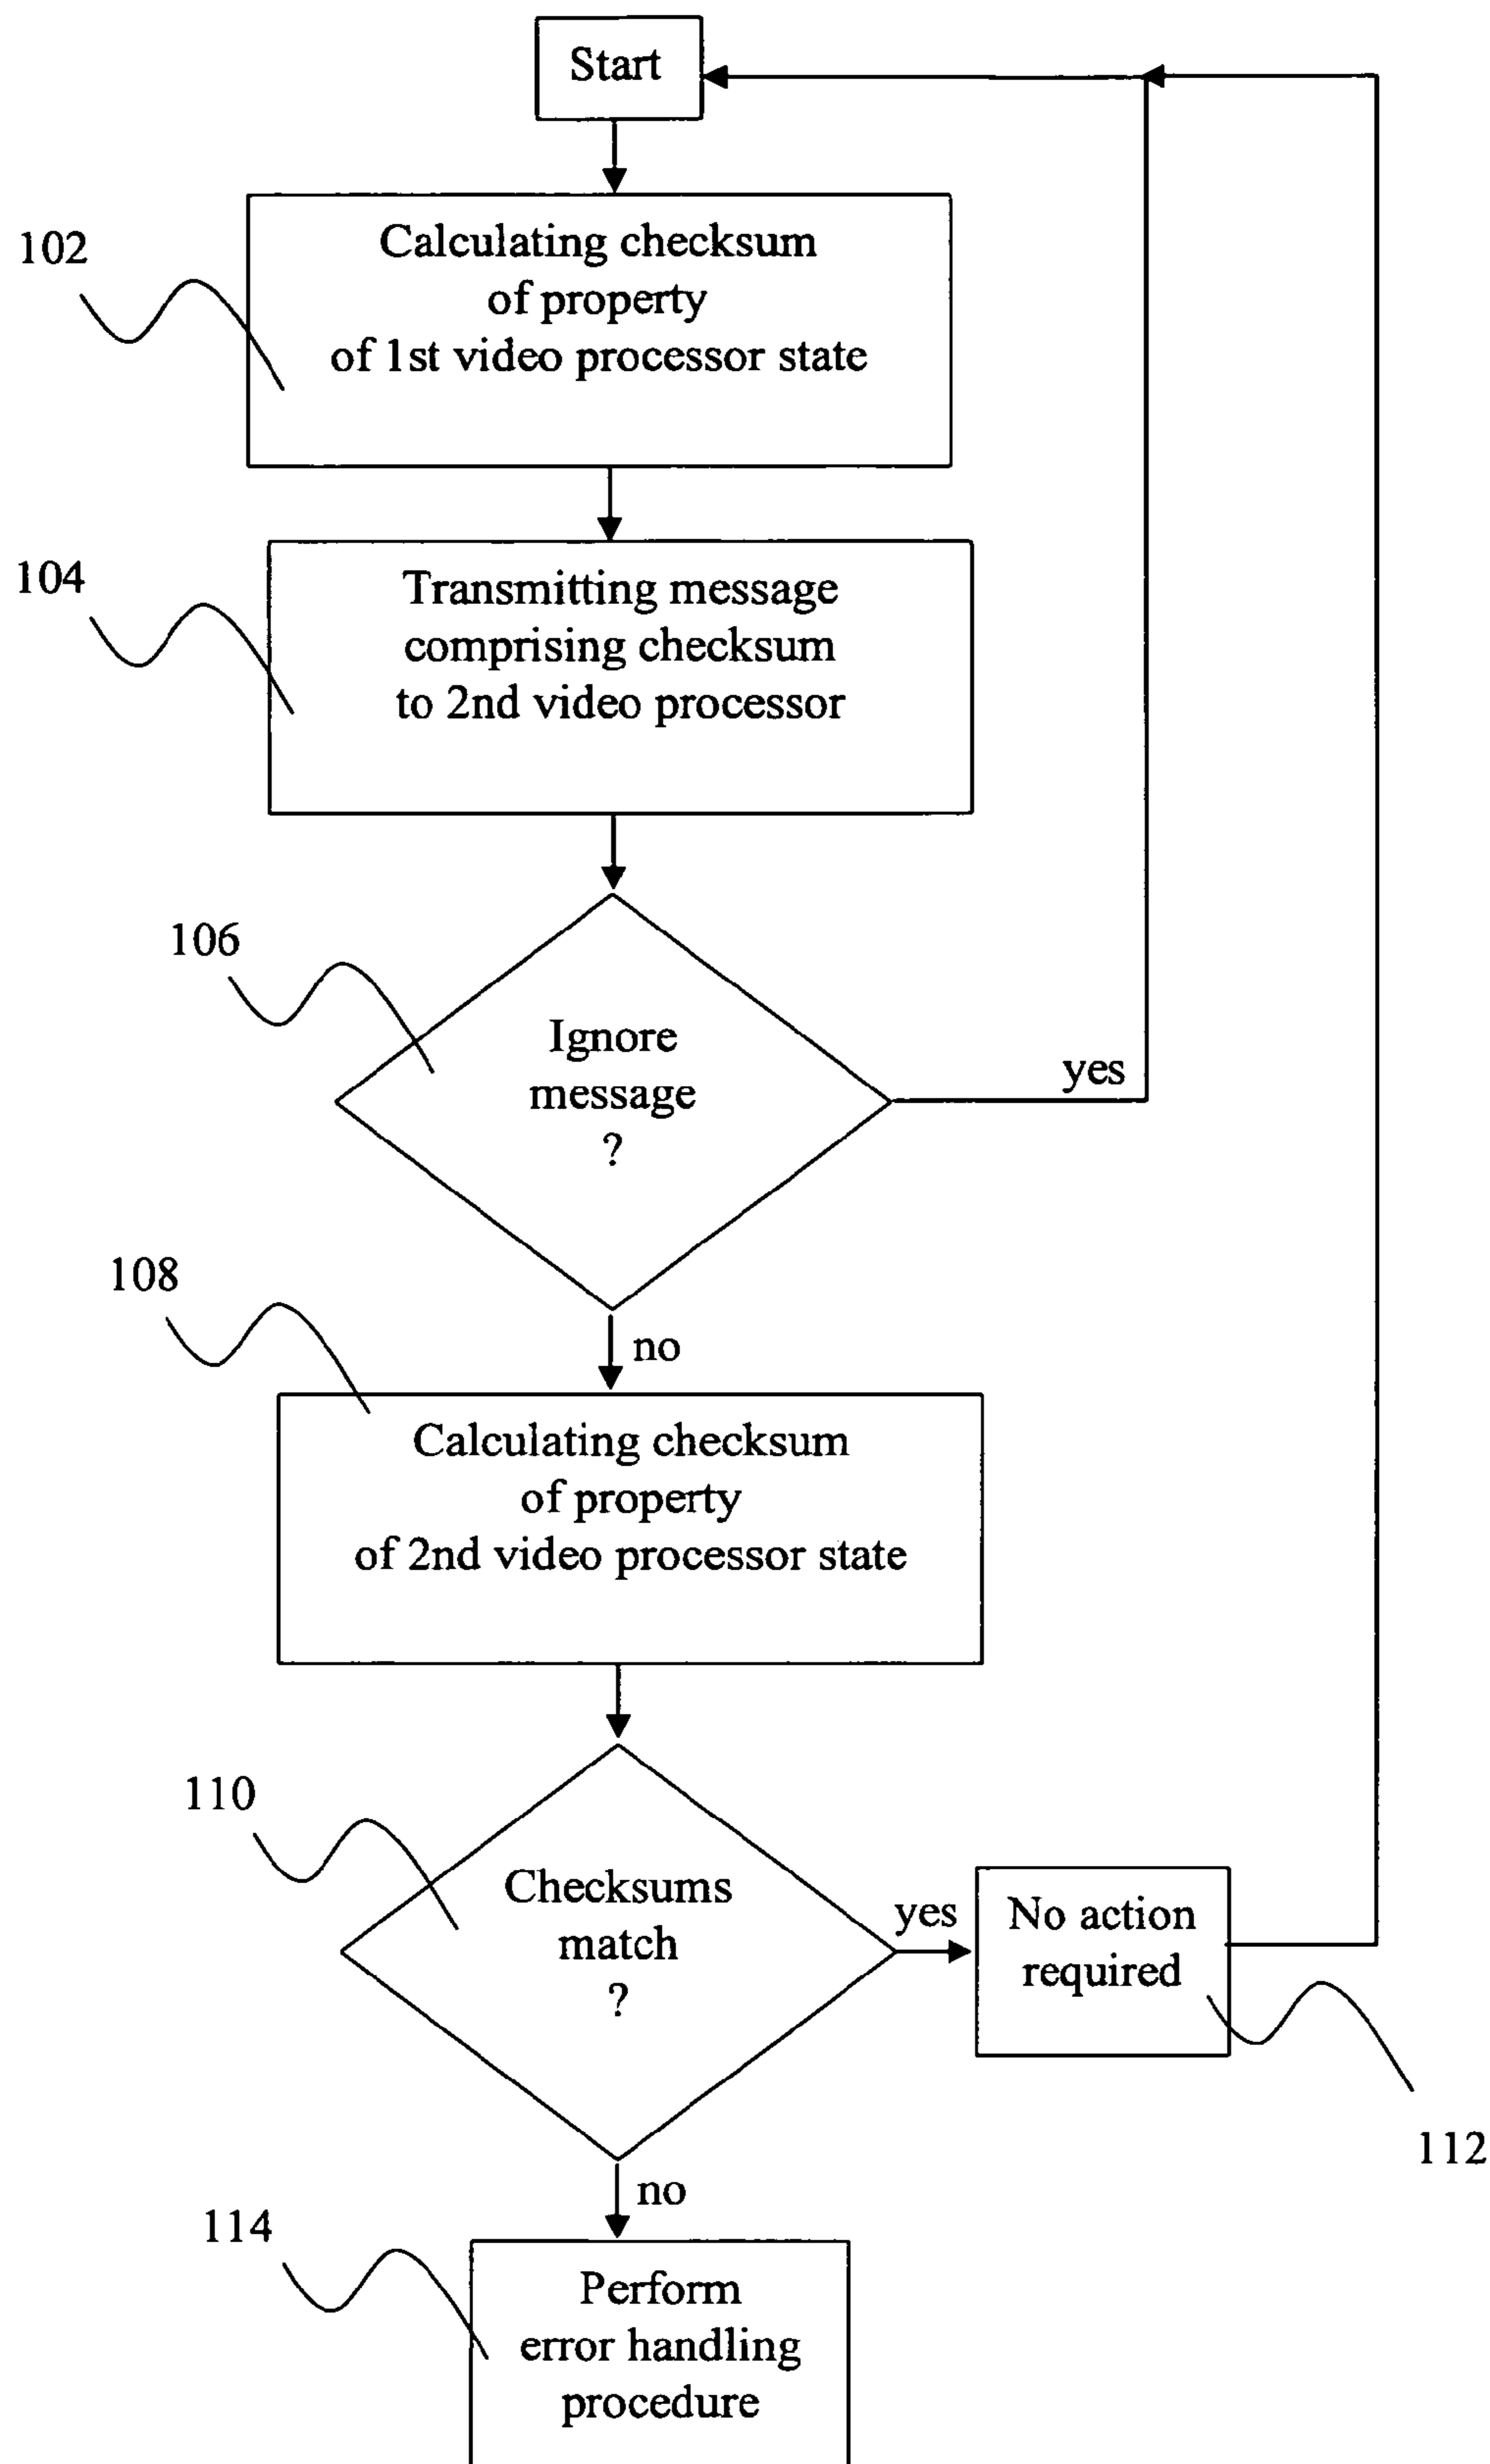 Start
102
Calculating checksum
of property
of 1st video processor state
104
Transmitting message
comprising checksum
to 2nd video processor
106
Ignore
message
?
yes
no
108
Calculating checksum
of property
of 2nd video processor state
110
Checksums
match
?
yes
No action
required
112
no
114
Perform
error handling
procedure